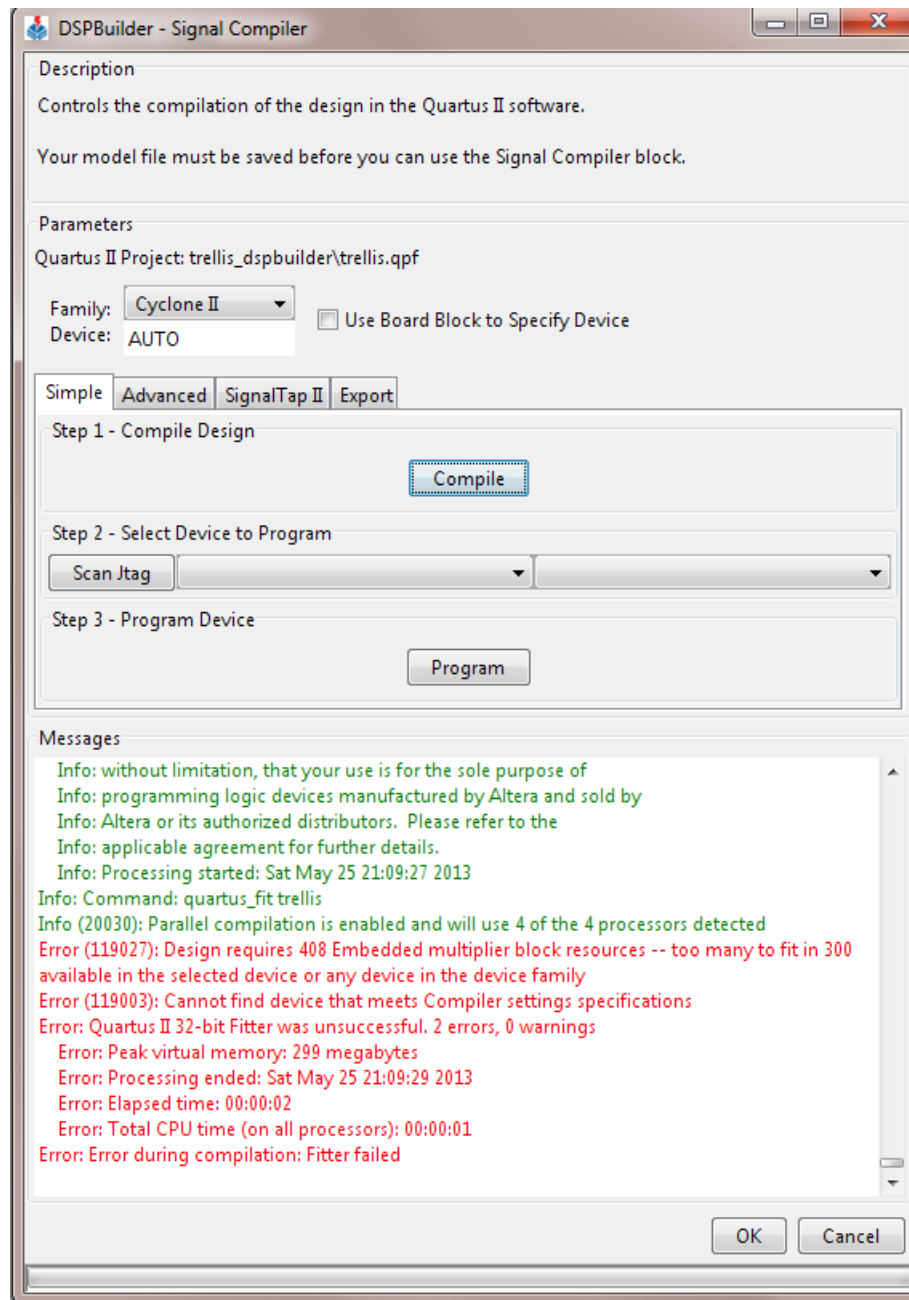 DSPBuilder - Signal Compiler
Description
Controls the compilation of the design in the Quartus II software.
Your model file must be saved before you can use the Signal Compiler block.
Parameters
Quartus II Project: trellis_dspbuilder\trellis.qpf
Family: Cyclone II
Use Board Block to Specify Device
Device: AUTO
Simple Advanced SignalTap II Export
Step 1 - Compile Design
Compile
Step 2 - Select Device to Program
Scan Jtag
Step 3 - Program Device
Program
Messages
Info: without limitation, that your use is for the sole purpose of
Info: programming logic devices manufactured by Altera and sold by
Info: Altera or its authorized distributors.  Please refer to the
Info: applicable agreement for further details.
Info: Processing started: Sat May 25 21:09:27 2013
Info: Command: quartus_fit trellis
Info (20030): Parallel compilation is enabled and will use 4 of the 4 processors detected
Error (119027): Design requires 408 Embedded multiplier block resources -- too many to fit in 300
available in the selected device or any device in the device family
Error (119003): Cannot find device that meets Compiler settings specifications
Error: Quartus II 32-bit Fitter was unsuccessful. 2 errors, 0 warnings
Error: Peak virtual memory: 299 megabytes
Error: Processing ended: Sat May 25 21:09:29 2013
Error: Elapsed time: 00:00:02
Error: Total CPU time (on all processors): 00:00:01
Error: Error during compilation: Fitter failed
OK Cancel